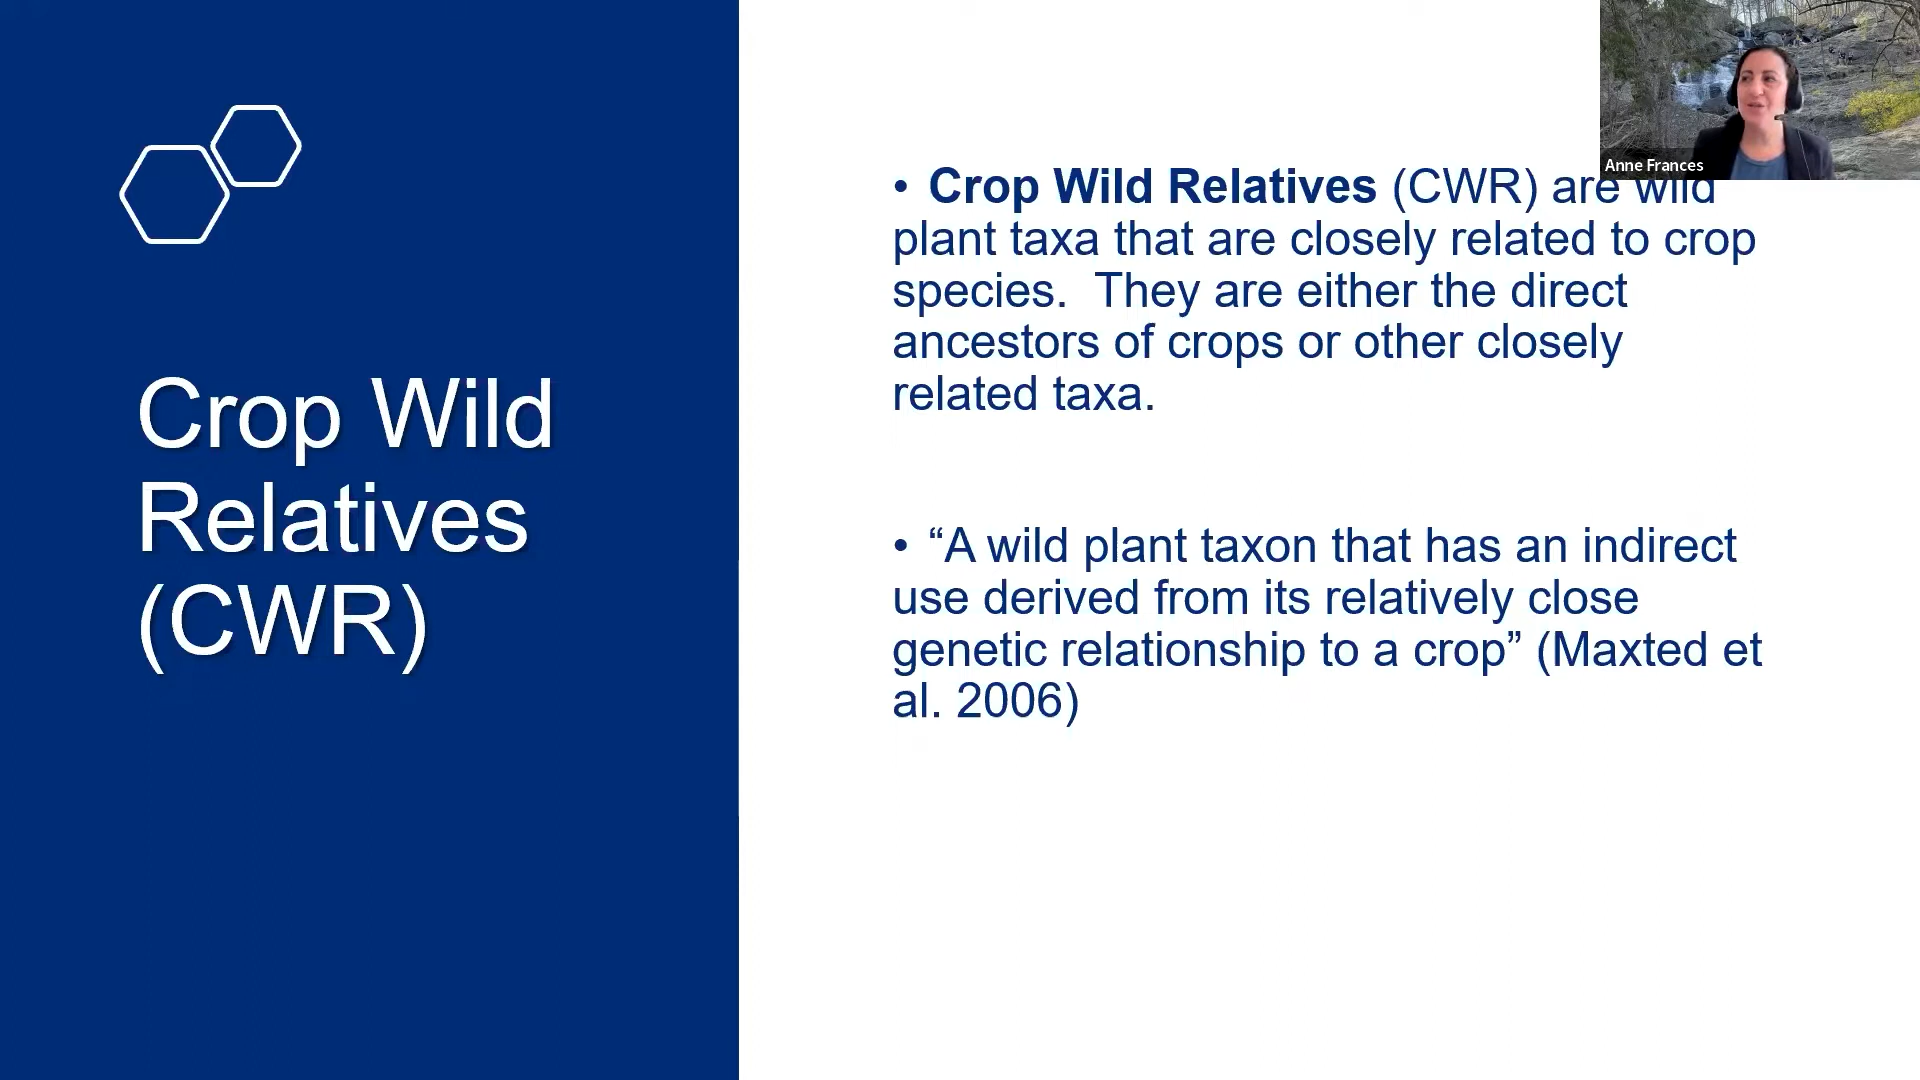 Crop Wild
Relatives
(CWR)
• Crop Wild Relatives (CWR) are wild
plant taxa that are closely related to crop
species.  They are either the direct
ancestors of crops or other closely
related taxa.
• “A wild plant taxon that has an indirect
use derived from its relatively close
genetic relationship to a crop” (Maxted et
al. 2006)
Anne Frances